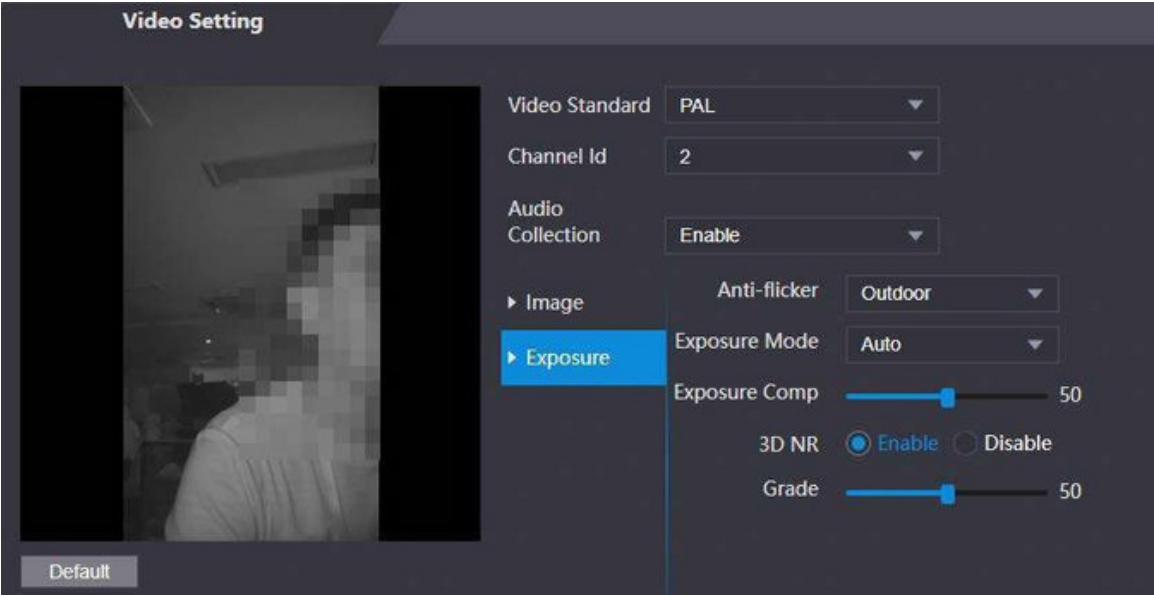 Video Setting
Video Standard PAL
Channel Id 2
Audio
Collection Enable
Anti-flicker Outdoor
Image
Exposure Mode Auto
Exposure
Exposure Comp 50
3D NR Enable Disable
Grade 50
Default